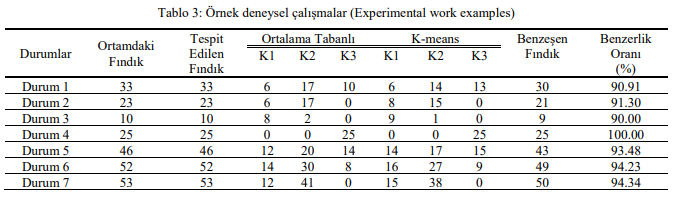 Tablo 3: Örnek deneysel çalışmalar (Experimental work examples)
Durumlar Ortamdaki Fındık Tespit Edilen Fındık Ortalama Tabanlı K-means Benzeşen Fındık Benzerlik Oranı (%)
K1 K2 K3 K1 K2 K3
Durum 1 33 33 6 17 10 6 14 13 30 90.91
Durum 2 23 23 6 17 0 8 15 0 21 91.30
Durum 3 10 10 8 2 0 9 1 0 9 90.00
Durum 4 25 25 0 0 25 0 0 25 25 100.00
Durum 5 46 46 12 20 14 14 17 15 43 93.48
Durum 6 52 52 14 30 8 16 27 9 49 94.23
Durum 7 53 53 12 41 0 15 38 0 50 94.34